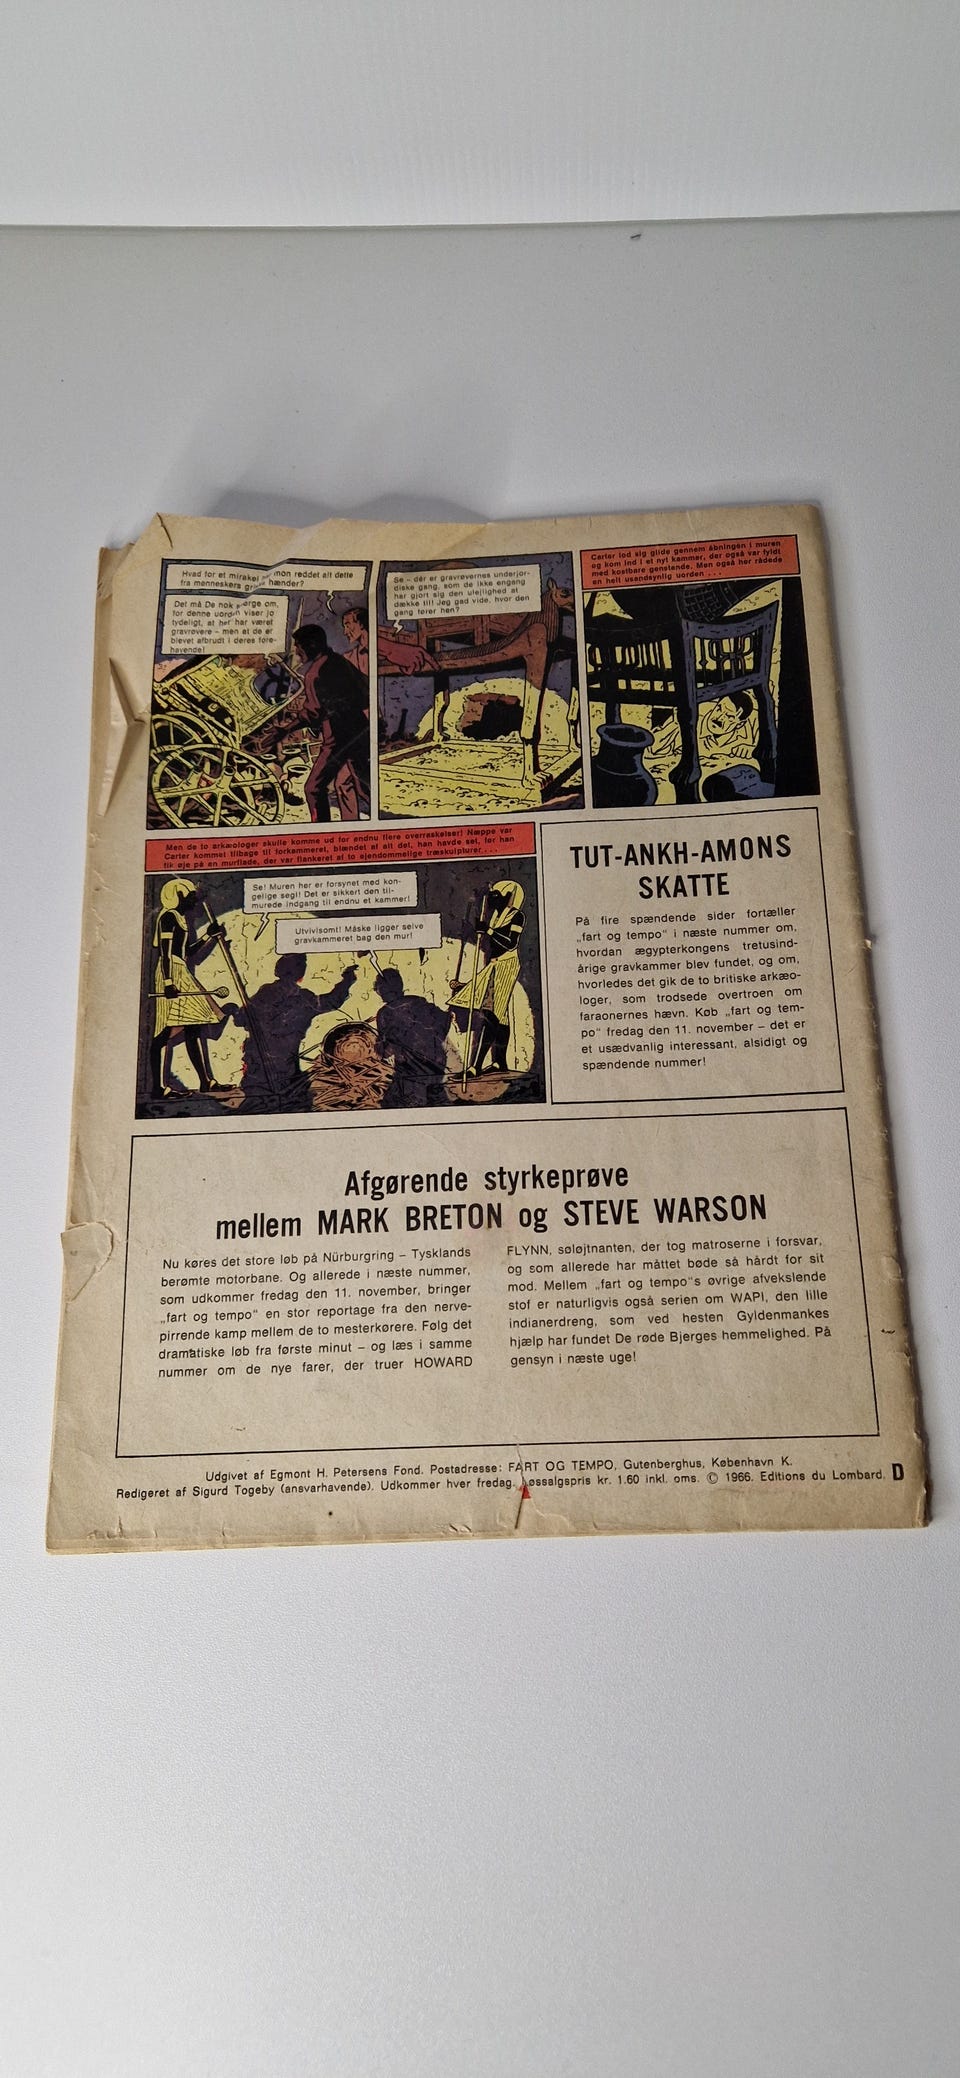 Hvad for et mirakel har mon reddet alt dette
fra menneskers griske hænder?
Det må De nok spørge om,
for denne uorden viser jo
tydeligt, at her har været
gravrøvere – men at de er
blevet afbrudt i deres fore-
havende!
Se – dér er gravrøvernes underjor-
diske gang, som de ikke engang
har gjort sig den ulejlighed at
dække til! Jeg gad vide, hvor den
gang fører hen?
Carter lod sig glide gennem åbningen i muren
og kom ind i et nyt kammer, der også var fyldt
med kostbare genstande. Men også her rådede
en helt usandsynlig uorden . . .
Men de to arkæologer skulle komme ud for endnu flere overraskelser! Næppe var
Carter kommet tilbage til forkammeret, blændet af alt det, han havde set, før han
fik øje på en murflade, der var flankeret af to ejendommelige træskulpturer . . .
Se! Muren her er forsynet med kon-
gelige segl! Det er sikkert den til-
murede indgang til endnu et kammer!
Utvivlsomt! Måske ligger selve
gravkammeret bag den mur!
TUT-ANKH-AMONS
SKATTE
På fire spændende sider fortæller
„fart og tempo“ i næste nummer om,
hvordan ægypterkongens tretusind-
årige gravkammer blev fundet, og om,
hvorledes det gik de to britiske arkæo-
loger, som trodsede overtroen om
faraonernes hævn. Køb „fart og tem-
po“ fredag den 11. november – det er
et usædvanlig interessant, alsidigt og
spændende nummer!
Afgørende styrkeprøve
mellem MARK BRETON og STEVE WARSON
Nu køres det store løb på Nürburgring – Tysklands
berømte motorbane. Og allerede i næste nummer,
som udkommer fredag den 11. november, bringer
„fart og tempo“ en stor reportage fra den nerve-
pirrende kamp mellem de to mesterkørere. Følg det
dramatiske løb fra første minut – og læs i samme
nummer om de nye farer, der truer HOWARD
FLYNN, søløjtnanten, der tog matroserne i forsvar,
og som allerede har måttet bøde så hårdt for sit
mod. Mellem „fart og tempo“s øvrige afvekslende
stof er naturligvis også serien om WAPI, den lille
indianerdreng, som ved hesten Gyldenmankes
hjælp har fundet De røde Bjerges hemmelighed. På
gensyn i næste uge!
Udgivet af Egmont H. Petersens Fond. Postadresse: FART OG TEMPO, Gutenberghus, København K.
Redigeret af Sigurd Togeby (ansvarhavende). Udkommer hver fredag. Løssalgspris kr. 1.60 inkl. oms. © 1966. Editions du Lombard. D